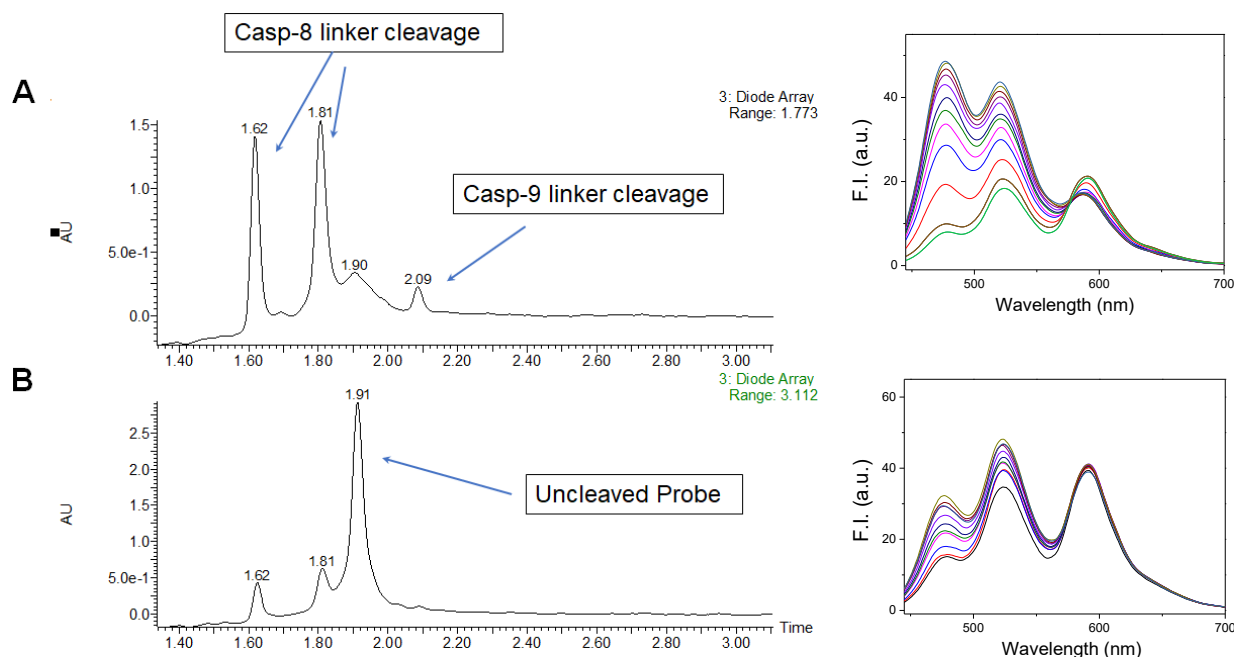 Casp-8 linker cleavage
A
3: Diode Array
Range: 1.773
1.62
1.81
1.90
2.09
Casp-9 linker cleavage
1.5
1.0
5.0e-1
0.0
AU
1.40 1.60 1.80 2.00 2.20 2.40 2.60 2.80 3.00
60
40
20
0
F.I. (a.u.)
500 600 700
Wavelength (nm)
B
3: Diode Array
Range: 3.112
1.91
1.62
1.81
Uncleaved Probe
2.5
2.0
1.5
1.0
5.0e-1
0.0
AU
1.40 1.60 1.80 2.00 2.20 2.40 2.60 2.80 3.00
Time
60
40
20
0
F.I. (a.u.)
500 600 700
Wavelength (nm)